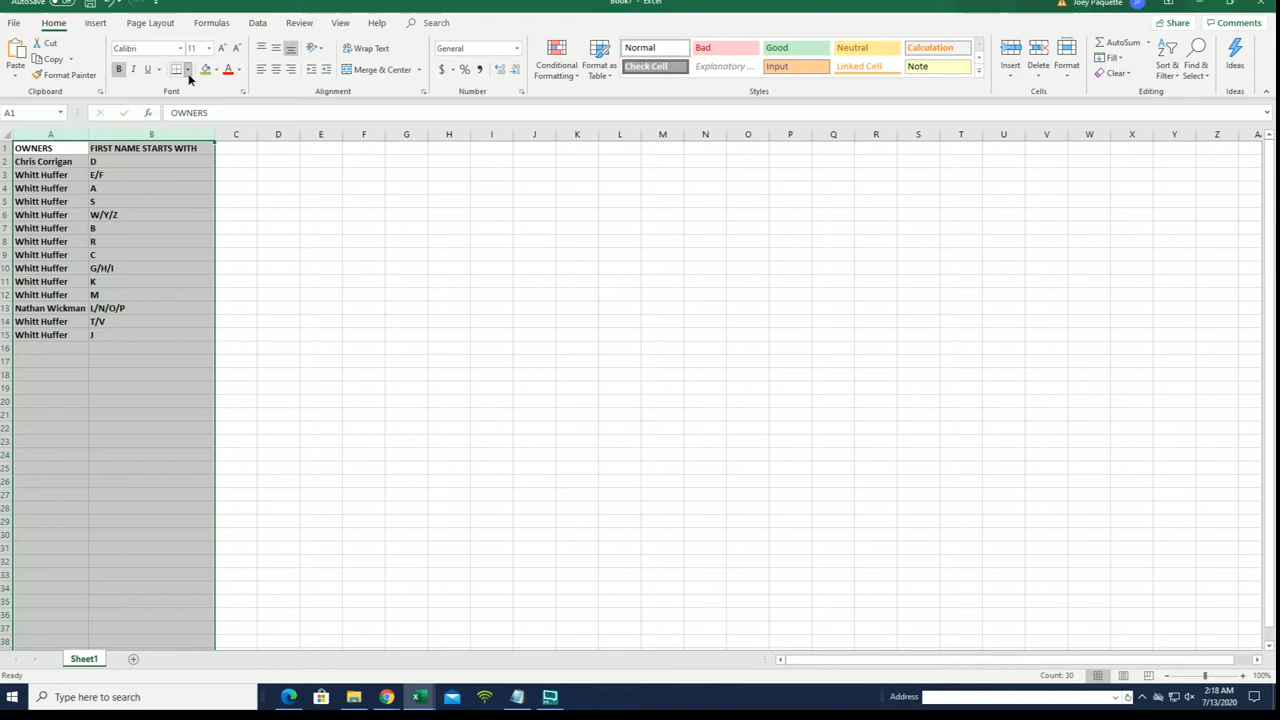 AutoSave Book7 - Excel Joey Paquette JP
File Home Insert Page Layout Formulas Data Review View Help Search Share Comments
Paste Cut Copy Format Painter Clipboard
Calibri 11 A A B I U A Font
Wrap Text Merge & Center Alignment
General $ % , Number
Conditional Formatting Format as Table
Normal Bad Good Neutral Calculation
Check Cell Explanatory ... Input Linked Cell Note
Styles
Insert Delete Format Cells
AutoSum Fill Clear Sort & Filter Find & Select Editing
Ideas Ideas
A1 fx OWNERS
A B C D E F G H I J K L M N O P Q R S T U V W X Y Z
1 OWNERS FIRST NAME STARTS WITH
2 Chris Corrigan D
3 Whitt Huffer E/F
4 Whitt Huffer A
5 Whitt Huffer S
6 Whitt Huffer W/Y/Z
7 Whitt Huffer B
8 Whitt Huffer R
9 Whitt Huffer C
10 Whitt Huffer G/H/I
11 Whitt Huffer K
12 Whitt Huffer M
13 Nathan Wickman L/N/O/P
14 Whitt Huffer T/V
15 Whitt Huffer J
16
17
18
19
20
21
22
23
24
25
26
27
28
29
30
31
32
33
34
35
36
37
38
Sheet1
Ready Count: 30 100%
Type here to search Address 2:18 AM
7/13/2020